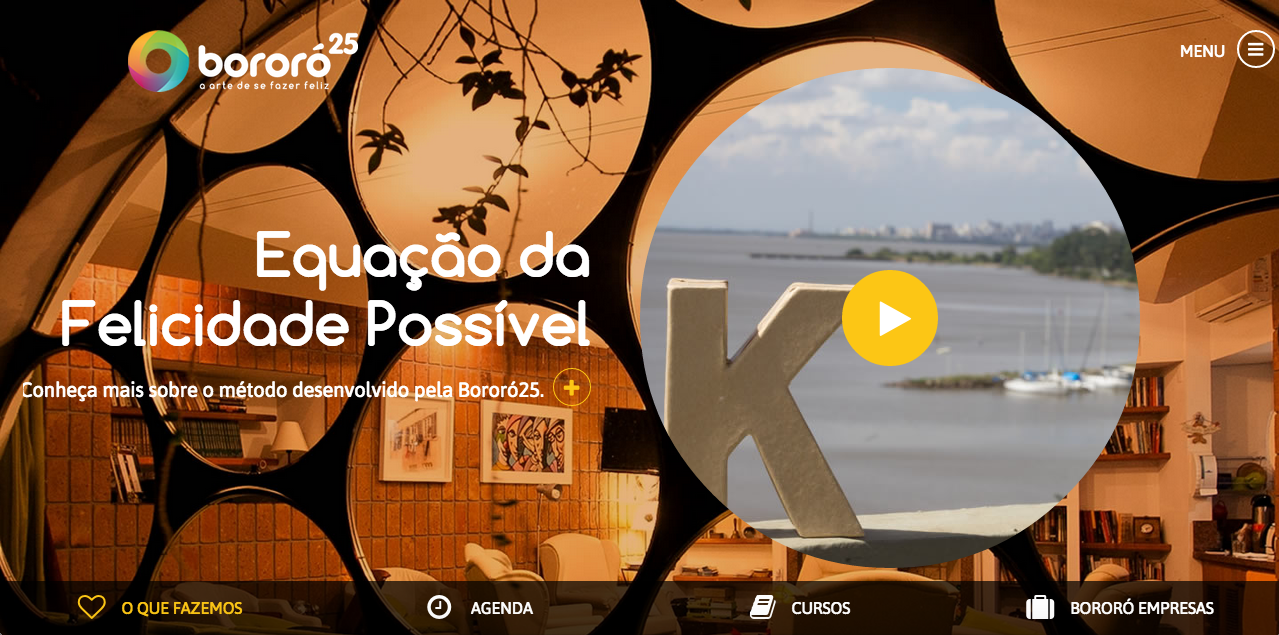 bororó25
a arte de se fazer feliz
MENU
Equação da
Felicidade Possível
Conheça mais sobre o método desenvolvido pela Bororó25.
K
O QUE FAZEMOS
AGENDA
CURSOS
BORORÓ EMPRESAS